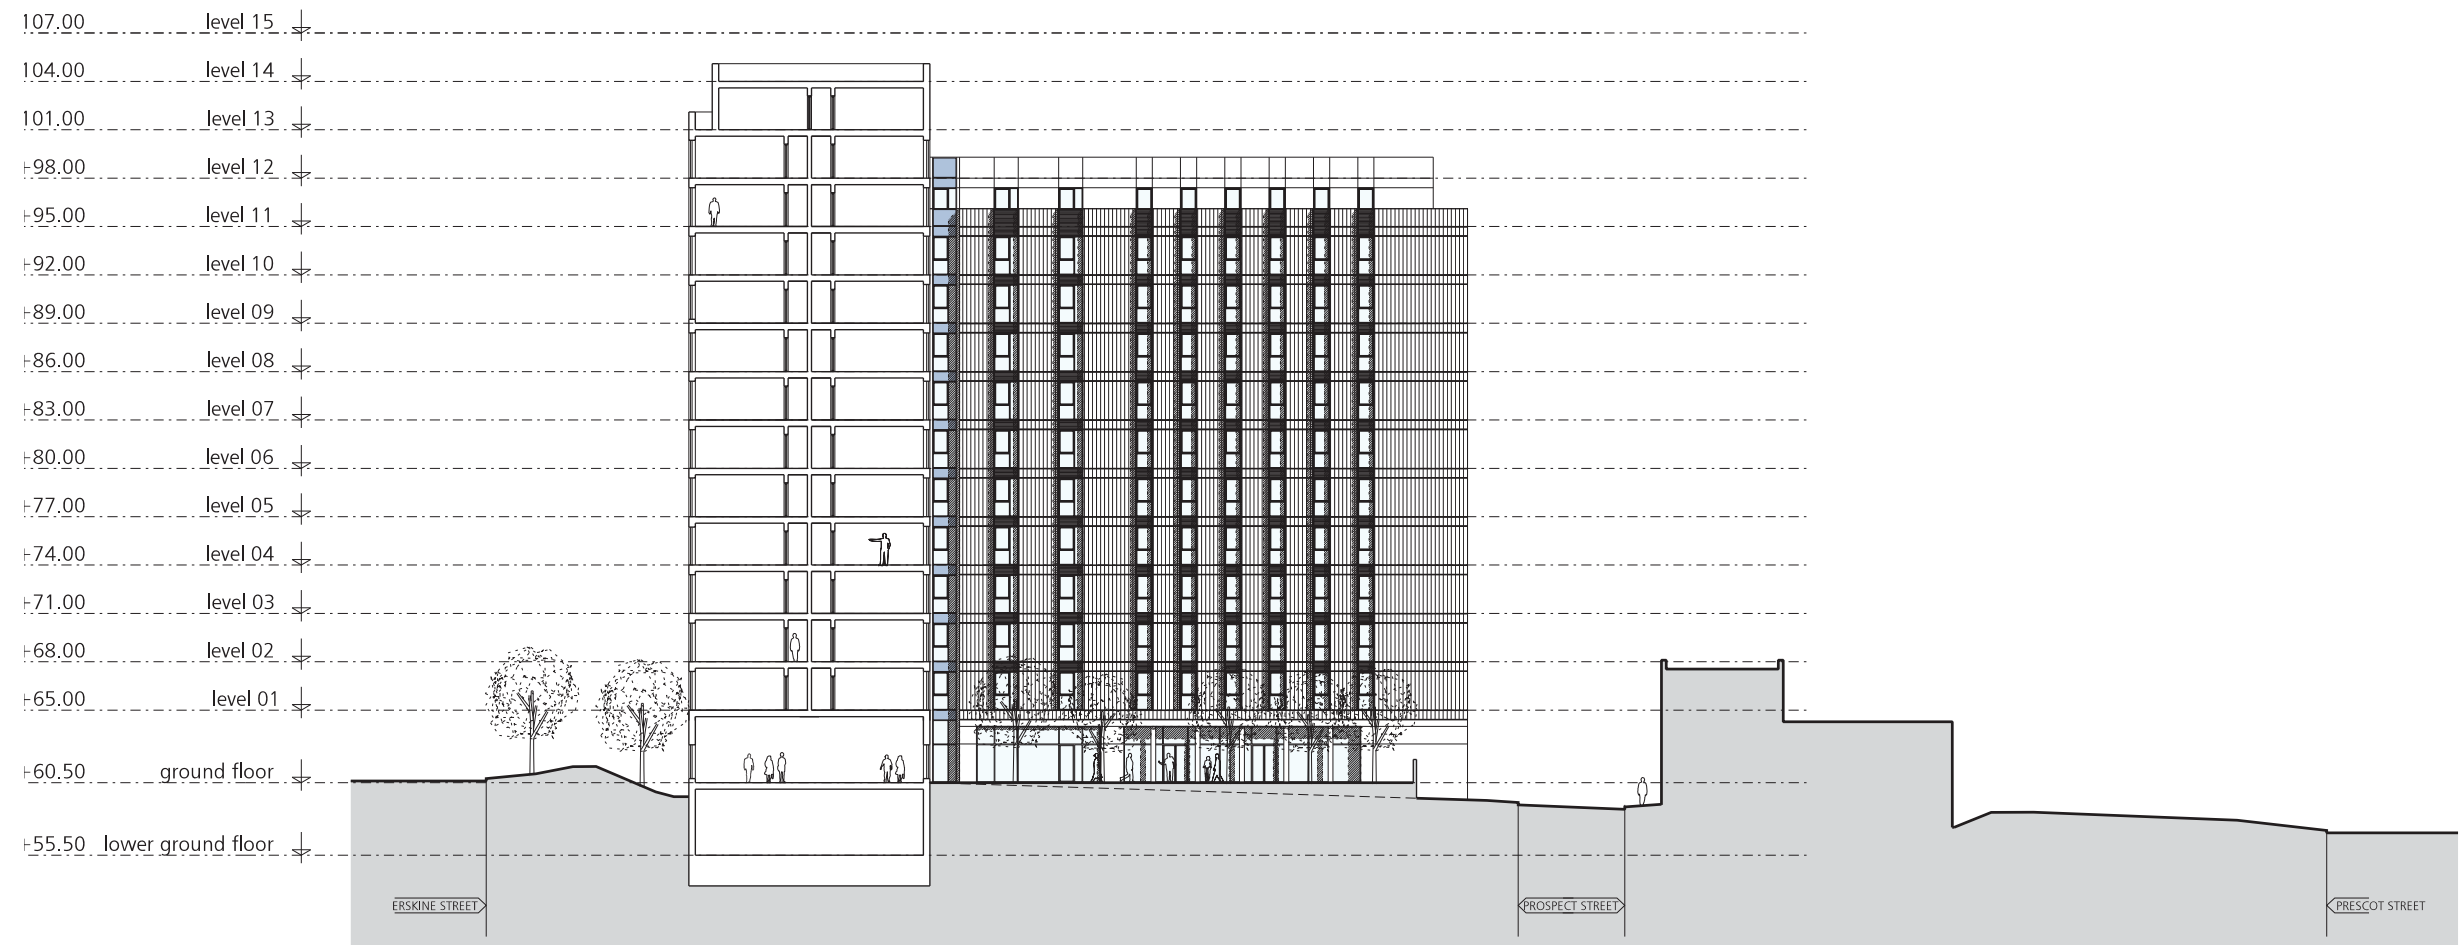 107.00 level 15
104.00 level 14
101.00 level 13
+98.00 level 12
+95.00 level 11
+92.00 level 10
+89.00 level 09
+86.00 level 08
+83.00 level 07
+80.00 level 06
+77.00 level 05
+74.00 level 04
+71.00 level 03
+68.00 level 02
+65.00 level 01
+60.50 ground floor
+55.50 lower ground floor
ERSKINE STREET
PROSPECT STREET
PRESCOT STREET